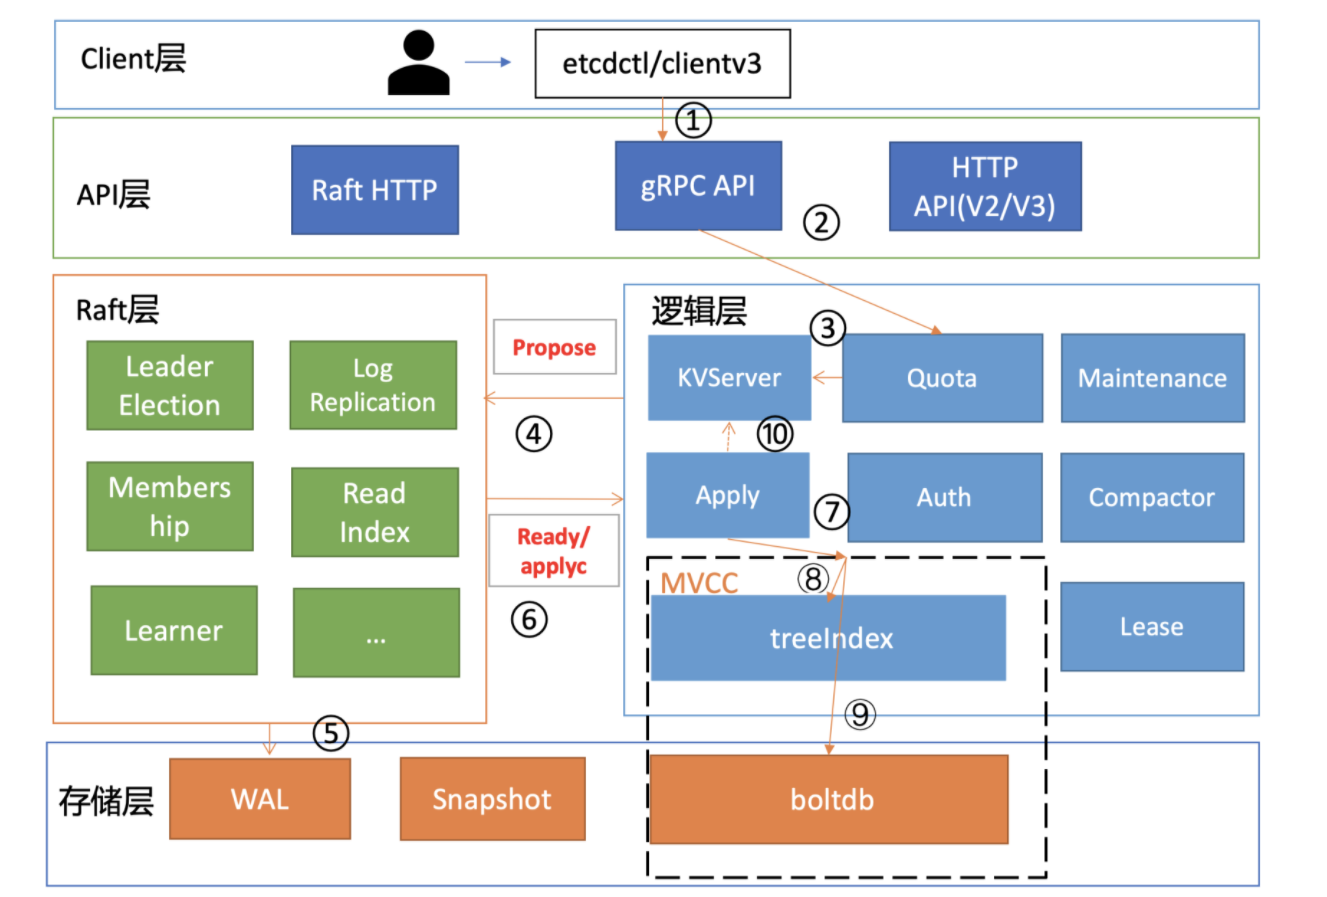 Client层
etcdctl/clientv3
①
API层
Raft HTTP
gRPC API
HTTP
API(V2/V3)
②
Raft层
Leader
Election
Log
Replication
Members
hip
Read
Index
Learner
...
Propose
④
Ready/
applyc
⑥
逻辑层
③
KVServer
Quota
Maintenance
⑩
Apply
⑦
Auth
Compactor
MVCC
⑧
treeIndex
Lease
⑨
⑤
存储层
WAL
Snapshot
boltdb